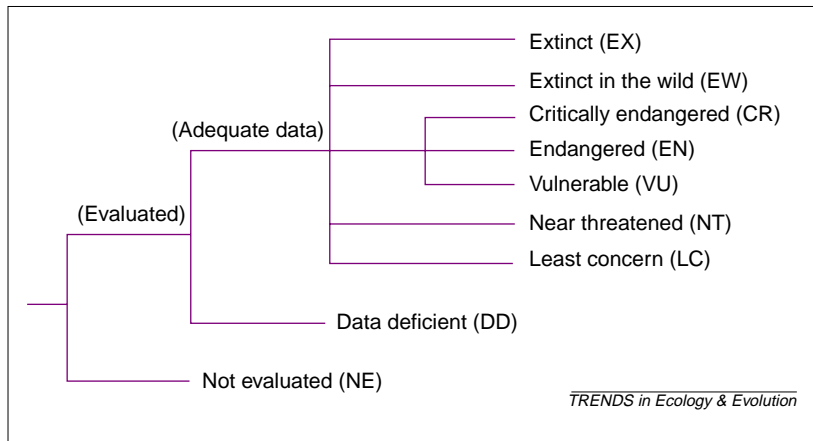 Extinct (EX)
Extinct in the wild (EW)
Critically endangered (CR)
(Adequate data)
Endangered (EN)
Vulnerable (VU)
(Evaluated)
Near threatened (NT)
Least concern (LC)
Data deficient (DD)
Not evaluated (NE)
TRENDS in Ecology & Evolution